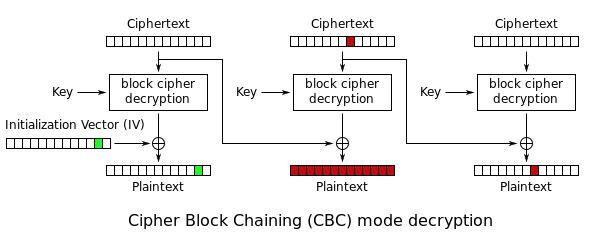 Ciphertext
Ciphertext
Ciphertext
Key
block cipher
decryption
Key
block cipher
decryption
Key
block cipher
decryption
Initialization Vector (IV)
Plaintext
Plaintext
Plaintext
Cipher Block Chaining (CBC) mode decryption